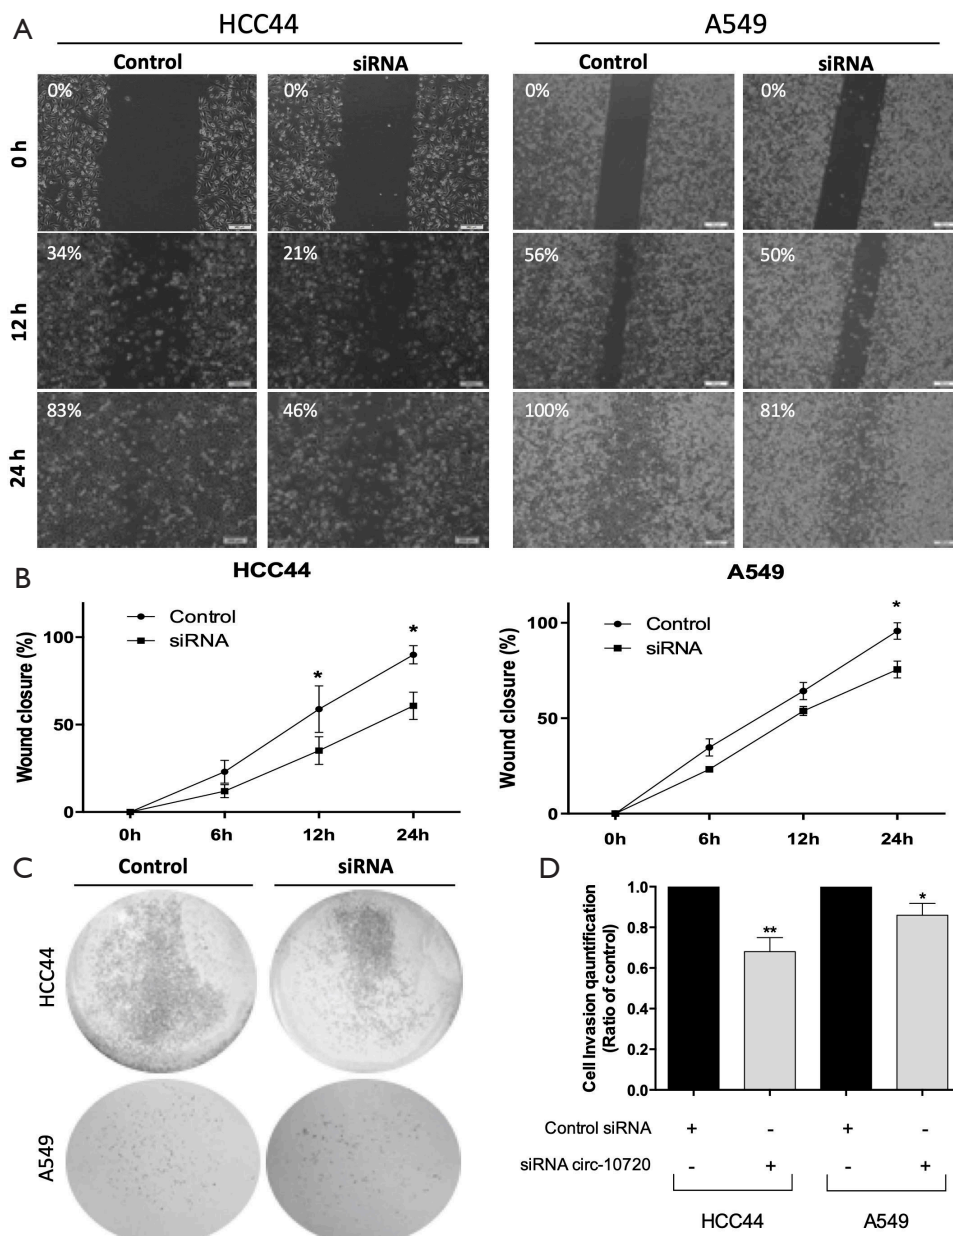 A
HCC44
A549
Control
siRNA
Control
siRNA
0 h
0%
0%
0%
0%
12 h
34%
21%
56%
50%
24 h
83%
46%
100%
81%
B
HCC44
A549
Wound closure (%)
100
50
0
Control
siRNA
*
*
0h
6h
12h
24h
Wound closure (%)
100
50
0
Control
siRNA
*
0h
6h
12h
24h
C
Control
siRNA
HCC44
A549
D
Cell Invasion qauntification
(Ratio of control)
1.0
0.8
0.6
0.4
0.2
0.0
**
*
Control siRNA + - + -
siRNA circ-10720 - + - +
HCC44
A549